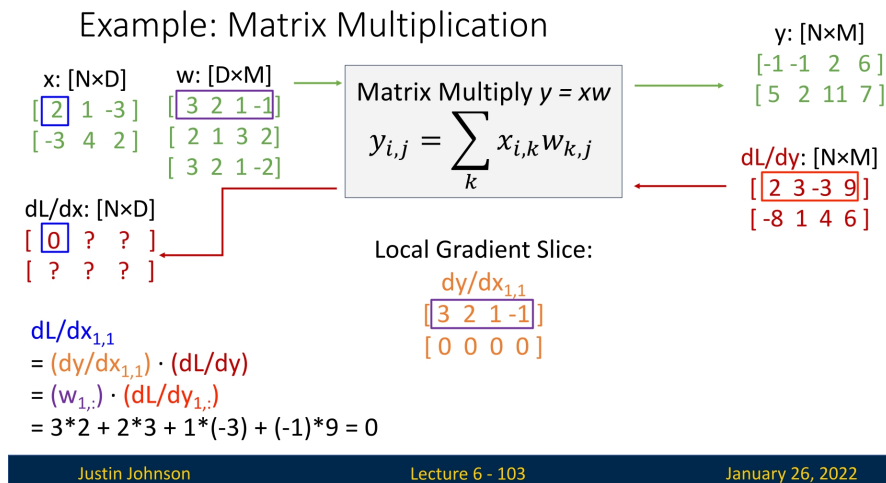 Example: Matrix Multiplication
x: [N×D]
[ 2 1 -3 ]
[ -3 4 2 ]
w: [D×M]
[ 3 2 1 -1]
[ 2 1 3 2]
[ 3 2 1 -2]
Matrix Multiply y = xw
y_{i,j} = ∑_k x_{i,k} w_{k,j}
y: [N×M]
[-1 -1 2 6 ]
[ 5 2 11 7 ]
dL/dy: [N×M]
[ 2 3 -3 9 ]
[ -8 1 4 6 ]
dL/dx: [N×D]
[ 0 ? ? ]
[ ? ? ? ]
Local Gradient Slice:
dy/dx_{1,1}
[ 3 2 1 -1 ]
[ 0 0 0 0 ]
dL/dx_{1,1}
= (dy/dx_{1,1}) · (dL/dy)
= (w_{1,:}) · (dL/dy_{1,:})
= 3*2 + 2*3 + 1*(-3) + (-1)*9 = 0
Justin Johnson
Lecture 6 - 103
January 26, 2022